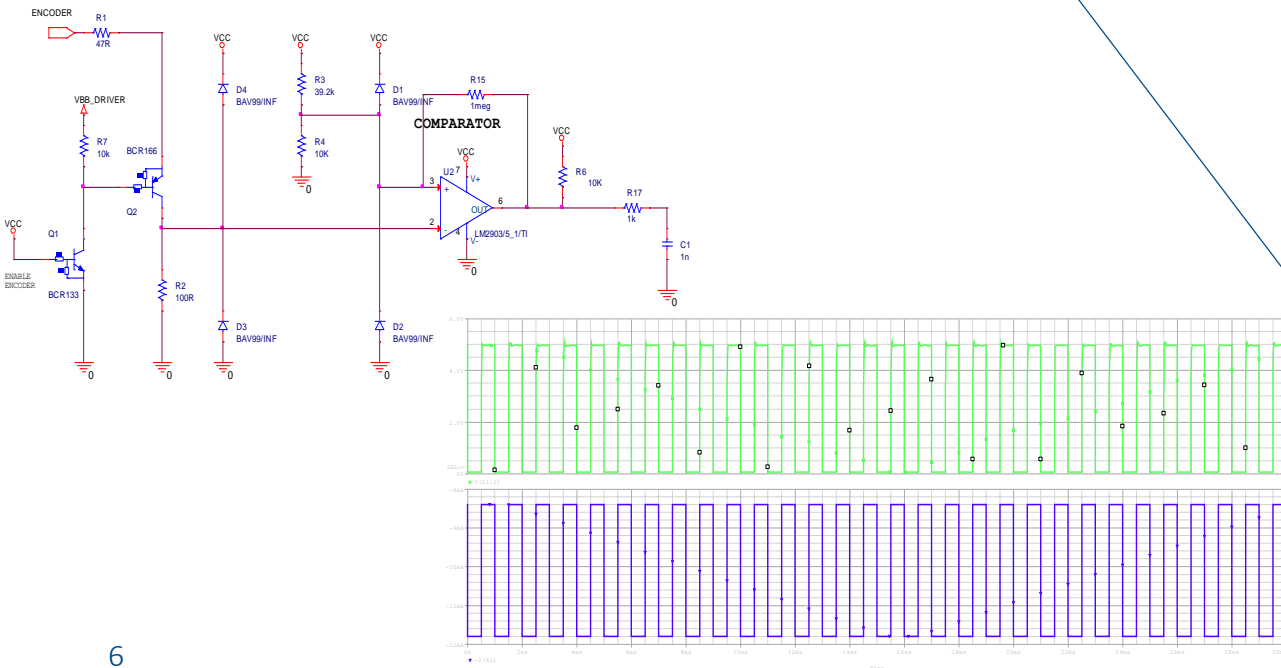 ENCODER
R1
47R
VCC
VCC
VCC
D4
BAV99/INF
R3
39.2k
D1
BAV99/INF
R15
1meg
VBB_DRIVER
COMPARATOR
R7
10k
BCR166
R4
10K
VCC
VCC
R6
10K
U2
7
V+
0
3
+
R17
1k
Q2
OUT
6
2
-
4
V-
LM2903/5_1/TI
VCC
Q1
C1
1n
0
ENABLE
ENCODER
BCR133
R2
100R
0
D3
BAV99/INF
D2
BAV99/INF
0
0
0
0
6